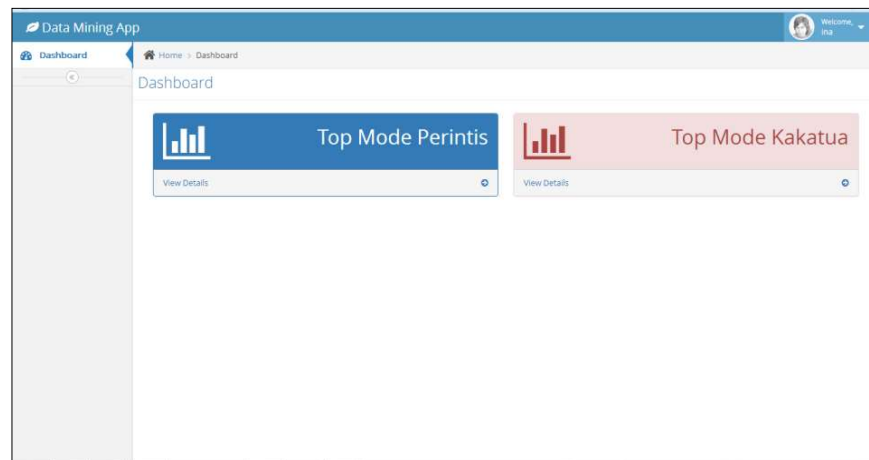 Data Mining App
Welcome,
ina
Dashboard
Home > Dashboard
Dashboard
Top Mode Perintis
View Details
Top Mode Kakatua
View Details